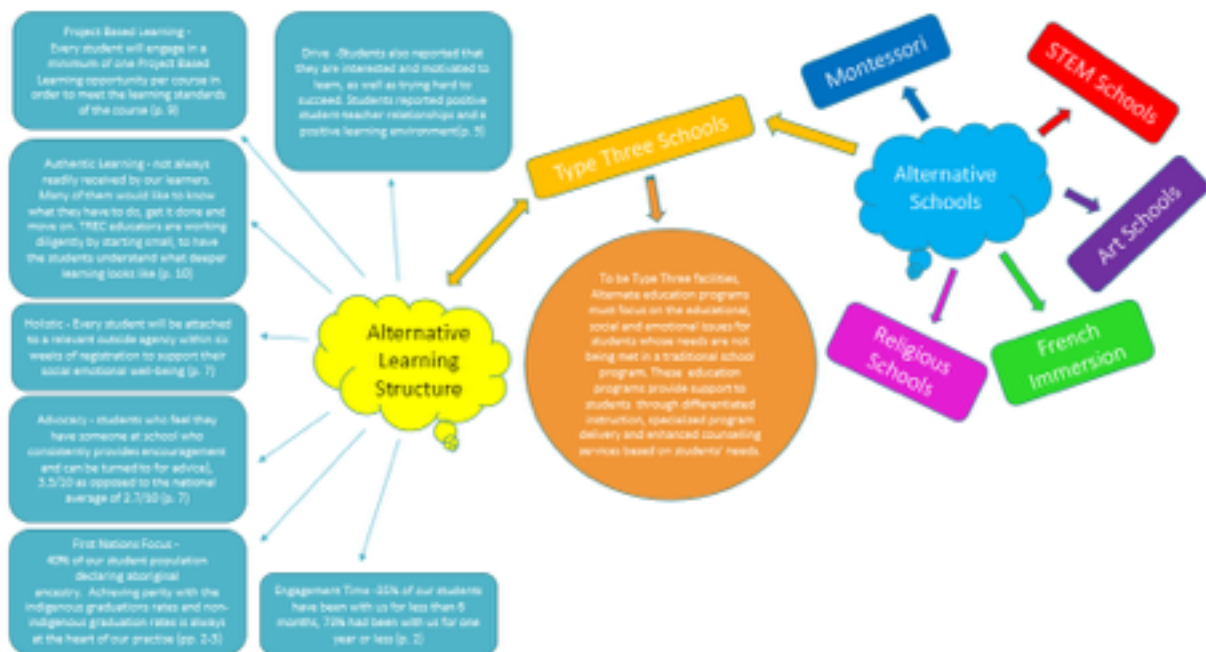 Project Based Learning -
Every student will engage in a
minimum of one Project Based
Learning opportunity per course in
order to meet the learning standards
of the course (p. 9)
Drive -Students also reported that
they are interested and motivated to
learn, as well as trying hard to
succeed. Students reported positive
student-teacher relationships and a
positive learning environment(p.
Authentic Learning - not always
readily received by our learners.
Many of them would like to know
what they have to do, get it done and
move on. TREC educators are working
diligently by starting small, to have
the students understand what deeper
learning looks like (p. 10)
Holistic - Every student will be attached
to a relevant outside agency within six
weeks of registration to support their
social emotional well-being (p. 7)
Advocacy - students who feel they
have someone at school who
consistently provides encouragement
and can be turned to for advice),
as opposed to the national
average of 2.7/10 (p. 7)
First Nations Focus -
40% of our student population
declaring aboriginal
ancestry. Achieving parity with the
indigenous graduations rates and non-
indigenous graduation rates is always
at the heart of our practise (pp. 2-3)
Engagement Time of our students
have been with us for less than 6
months, had been with us for one
year or less (p. 2)
Alternative
Learning
Structure
Type Three Schools
To be Type Three facilities,
Alternate education programs
must focus on the educational,
social and emotional issues for
students whose needs are not
being met in a traditional school
program. These education
programs provide support to
students through differentiated
instruction, specialized program
delivery and enhanced counselling
services based on students' needs.
Alternative
Schools
Montessori
STEM Schools
Art Schools
French
Immersion
Religious
Schools